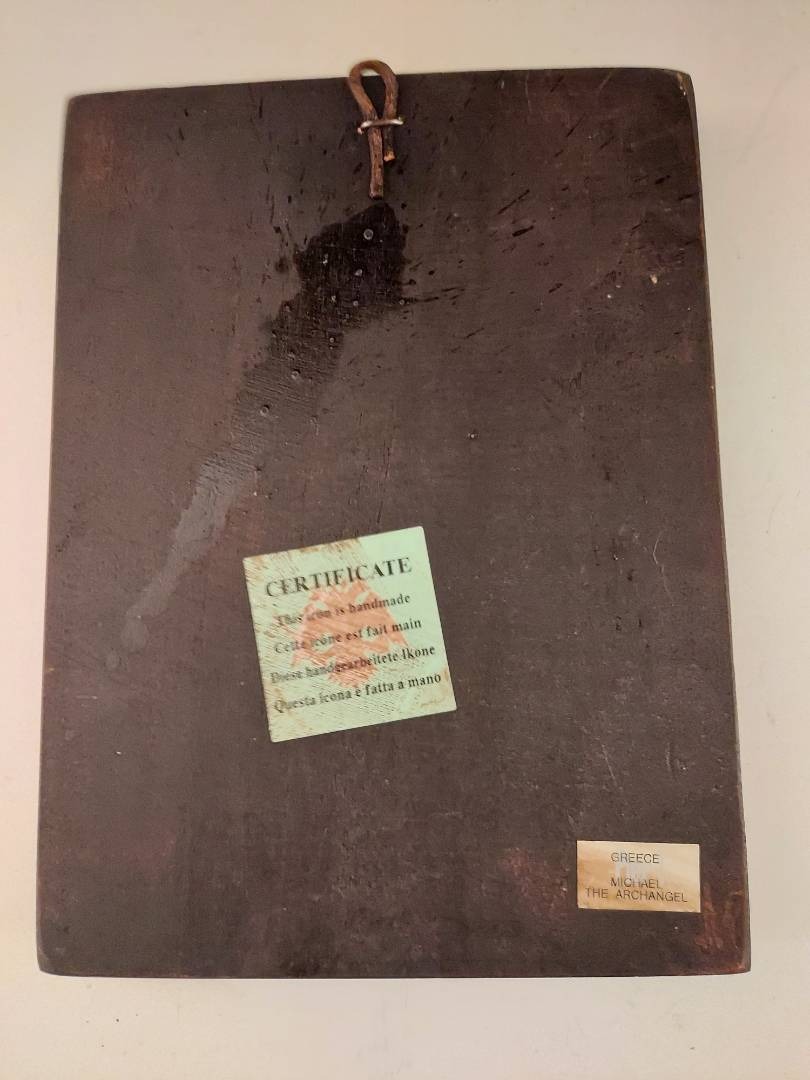 CERTIFICATE
This icon is handmade
Cette icône est fait main
Diese handgearbeitete Ikone
Questa icona è fatta a mano
GREECE
MICHAEL
THE ARCHANGEL